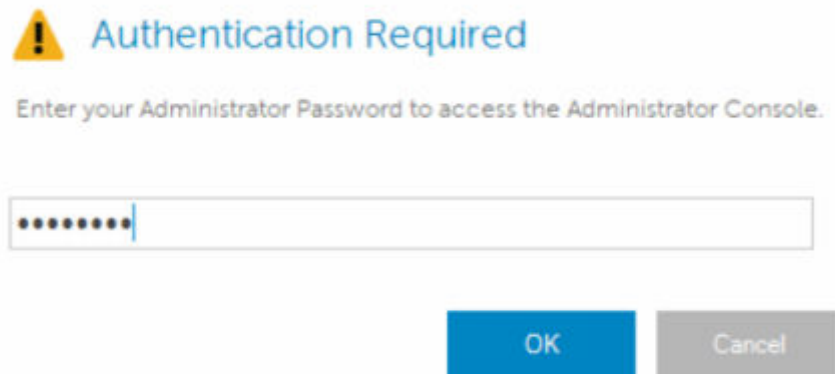 Authentication Required
Enter your Administrator Password to access the Administrator Console.
••••••••
OK
Cancel